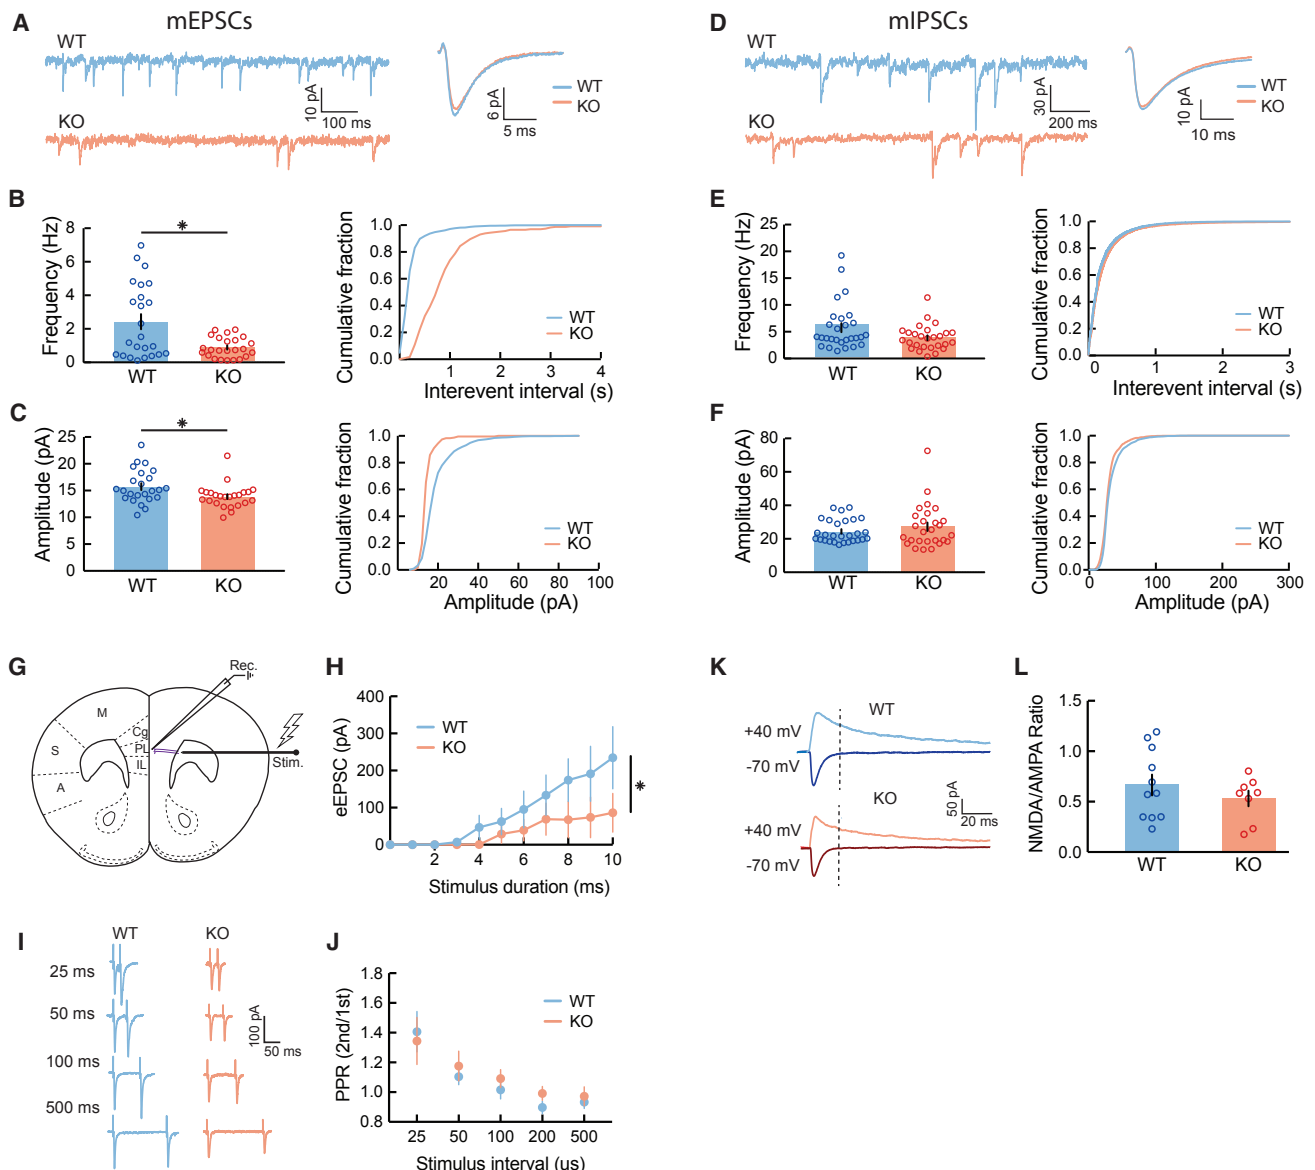 A
mEPSCs
WT
KO
10 pA
100 ms
6 pA
5 ms
WT
KO
D
mIPSCs
WT
KO
30 pA
200 ms
10 pA
10 ms
WT
KO
B
Frequency (Hz)
8
6
4
2
0
*
WT
KO
Cumulative fraction
1.0
0.8
0.6
0.4
0.2
0.0
1
2
3
4
Interevent interval (s)
WT
KO
E
Frequency (Hz)
25
20
15
10
5
0
WT
KO
Cumulative fraction
1.0
0.8
0.6
0.4
0.2
0.0
0
1
2
3
Interevent interval (s)
WT
KO
C
Amplitude (pA)
25
20
15
10
5
0
*
WT
KO
Cumulative fraction
1.0
0.8
0.6
0.4
0.2
0.0
20
40
60
80
100
Amplitude (pA)
WT
KO
F
Amplitude (pA)
80
60
40
20
0
WT
KO
Cumulative fraction
1.0
0.8
0.6
0.4
0.2
0.0
0
100
200
300
Amplitude (pA)
WT
KO
G
Rec.
M
Cg
S
PL
IL
A
Stim.
H
eEPSC (pA)
400
300
200
100
0
2
4
6
8
10
Stimulus duration (ms)
WT
KO
*
K
WT
+40 mV
-70 mV
KO
+40 mV
-70 mV
50 pA
20 ms
L
NMDA/AMPA Ratio
1.5
1.0
0.5
0.0
WT
KO
I
WT
KO
25 ms
50 ms
100 ms
500 ms
100 pA
50 ms
J
PPR (2nd/1st)
1.8
1.6
1.4
1.2
1.0
0.8
25
50
100
200
500
Stimulus interval (us)
WT
KO